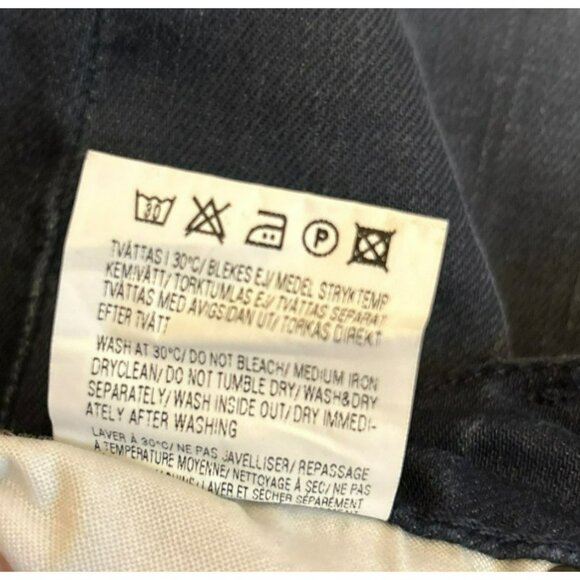 30
P
TVÄTTAS I 30°C/ BLEKES EJ/ MEDEL STRYKTEMP
KEMTVÄTT/ TORKTUMLAS EJ/ TVÄTTAS SEPARAT
TVÄTTAS MED AVIGSIDAN UT/ TORKAS DIREKT
EFTER TVÄTT
WASH AT 30°C/ DO NOT BLEACH/ MEDIUM IRON
DRYCLEAN/ DO NOT TUMBLE DRY/ WASH&DRY
SEPARATELY/ WASH INSIDE OUT/ DRY IMMEDI-
ATELY AFTER WASHING
LAVER À 30°C/ NE PAS JAVELLISER/ REPASSAGE
À TEMPÉRATURE MOYENNE/ NETTOYAGE À SEC/ NE PAS
LAVER ET SÉCHER SÉPARÉMENT